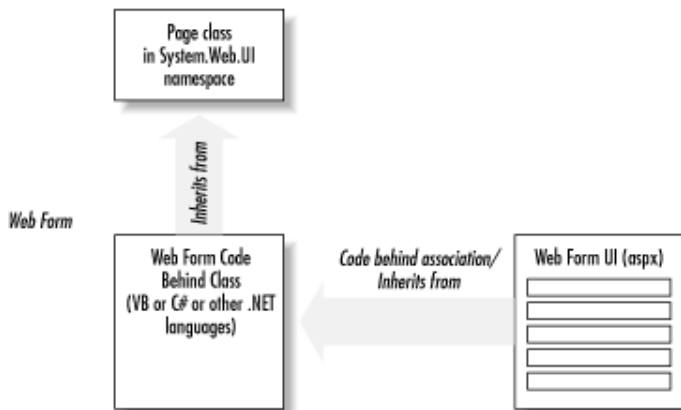 Page class
in System.Web.UI
namespace
Inherits from
Web Form
Web Form Code
Behind Class
(VB or C# or other .NET
languages)
Code behind association/
Inherits from
Web Form UI (aspx)